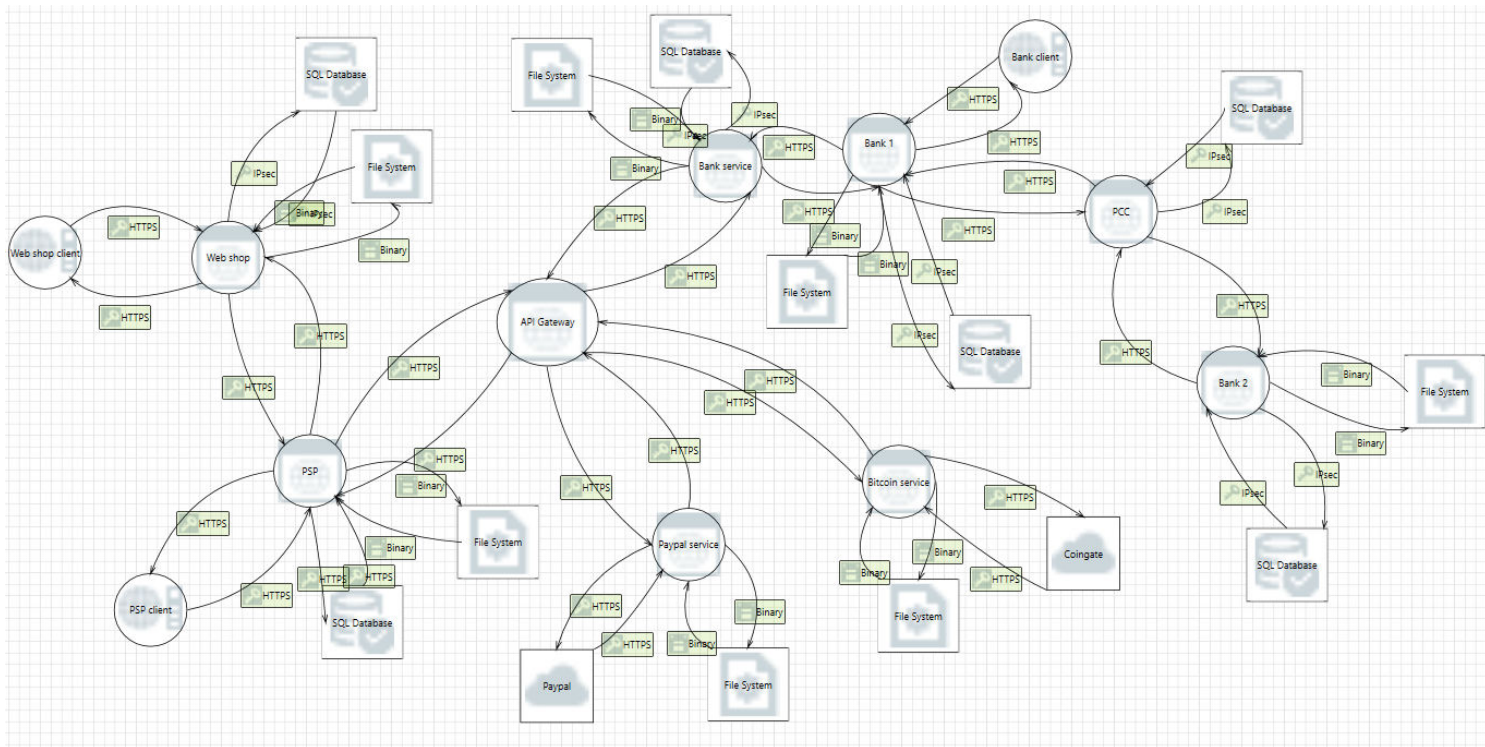 SQL Database
File System
SQL Database
Bank client
HTTPS
HTTPS
SQL Database
Binary
IPsec
IPsec
Bank 1
HTTPS
IPsec
Binary
Bank service
HTTPS
IPsec
File System
HTTPS
IPsec
PCC
Binary
IPsec
HTTPS
HTTPS
HTTPS
HTTPS
Binary
Web shop client
Web shop
Binary
Binary
HTTPS
IPsec
File System
HTTPS
HTTPS
API Gateway
HTTPS
IPsec
SQL Database
HTTPS
HTTPS
HTTPS
HTTPS
HTTPS
Bank 2
Binary
File System
HTTPS
HTTPS
Binary
PSP
HTTPS
Binary
HTTPS
HTTPS
Bitcoin service
HTTPS
IPsec
IPsec
HTTPS
File System
Paypal service
Binary
Coingate
SQL Database
Binary
Binary
HTTPS
HTTPS
HTTPS
HTTPS
PSP client
SQL Database
HTTPS
Binary
File System
HTTPS
Binary
Paypal
File System